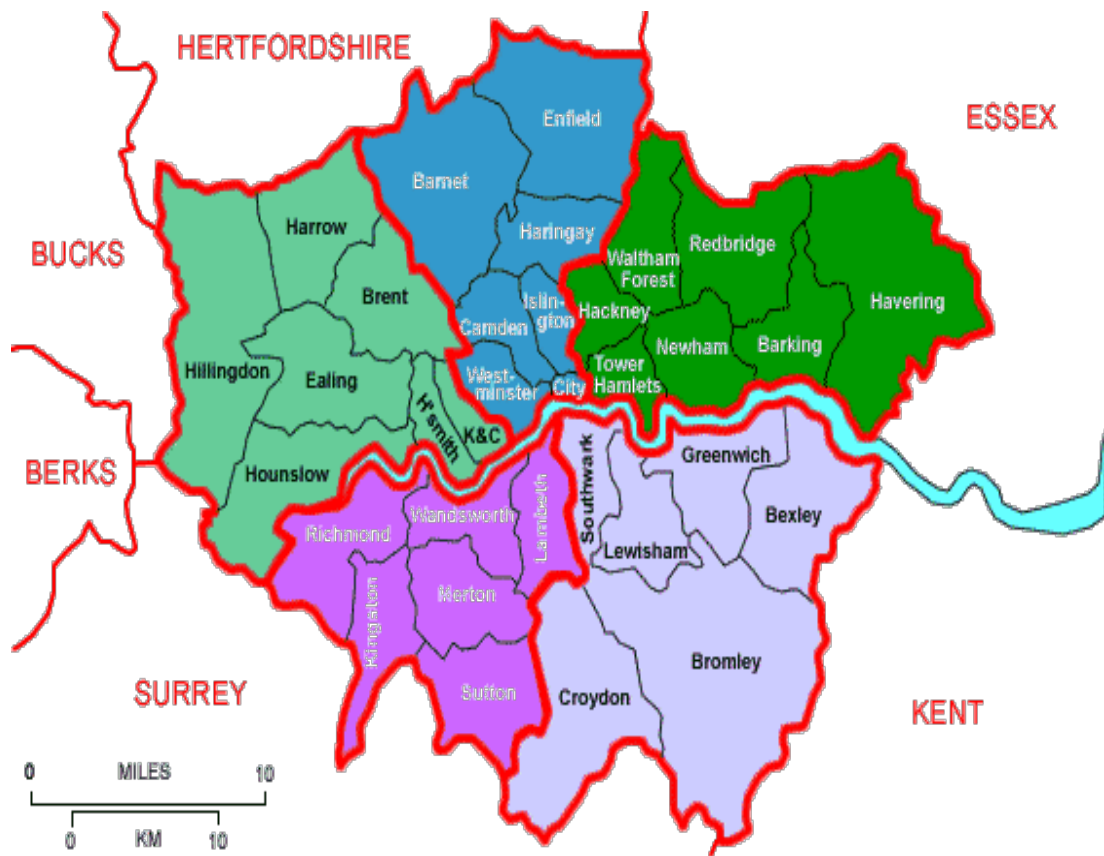 HERTFORDSHIRE
ESSEX
Enfield
Barnet
Harrow
Haringay
Redbridge
Waltham
Forest
BUCKS
Brent
Islin-
gton
Hackney
Havering
Camden
Newham
Barking
Hillingdon
Ealing
West-
minster
City
Tower
Hamlets
H'smith
K&C
BERKS
Hounslow
Southwark
Greenwich
Richmond
Wandsworth
Lambeth
Bexley
Lewisham
Kingston
Merton
SURREY
Sutton
Croydon
Bromley
KENT
0 MILES 10
0 KM 10